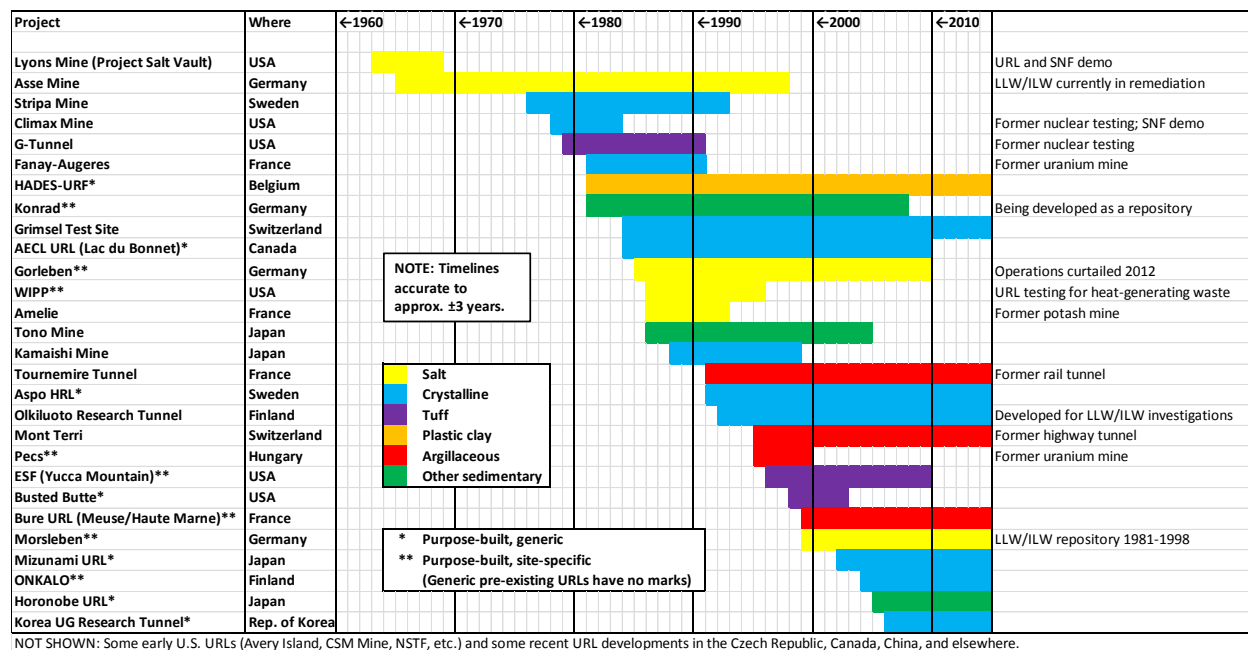 Project Where ←1960 ←1970 ←1980 ←1990 ←2000 ←2010
Lyons Mine (Project Salt Vault) USA URL and SNF demo
Asse Mine Germany LLW/ILW currently in remediation
Stripa Mine Sweden
Climax Mine USA Former nuclear testing; SNF demo
G-Tunnel USA Former nuclear testing
Fanay-Augeres France Former uranium mine
HADES-URF* Belgium
Konrad** Germany Being developed as a repository
Grimsel Test Site Switzerland
AECL URL (Lac du Bonnet)* Canada
Gorleben** Germany Operations curtailed 2012
WIPP** USA URL testing for heat-generating waste
Amelie France Former potash mine
Tono Mine Japan
Kamaishi Mine Japan
Tournemire Tunnel France Former rail tunnel
Aspo HRL* Sweden
Olkiluoto Research Tunnel Finland Developed for LLW/ILW investigations
Mont Terri Switzerland Former highway tunnel
Pecs** Hungary Former uranium mine
ESF (Yucca Mountain)** USA
Busted Butte* USA
Bure URL (Meuse/Haute Marne)** France
Morsleben** Germany LLW/ILW repository 1981-1998
Mizunami URL* Japan
ONKALO** Finland
Horonobe URL* Japan
Korea UG Research Tunnel* Rep. of Korea
NOTE: Timelines
accurate to
approx. ±3 years.
Salt
Crystalline
Tuff
Plastic clay
Argillaceous
Other sedimentary
* Purpose-built, generic
** Purpose-built, site-specific
(Generic pre-existing URLs have no marks)
NOT SHOWN: Some early U.S. URLs (Avery Island, CSM Mine, NSTF, etc.) and some recent URL developments in the Czech Republic, Canada, China, and elsewhere.